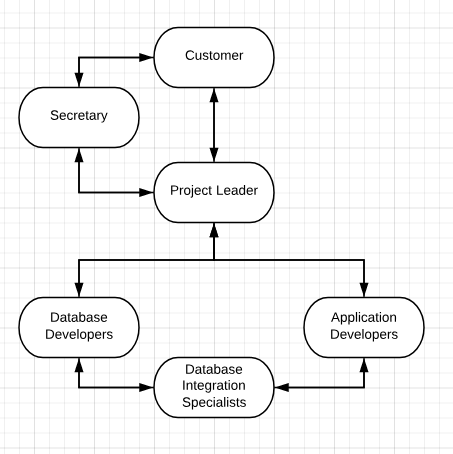 Customer
Secretary
Project Leader
Database
Developers
Application
Developers
Database
Integration
Specialists